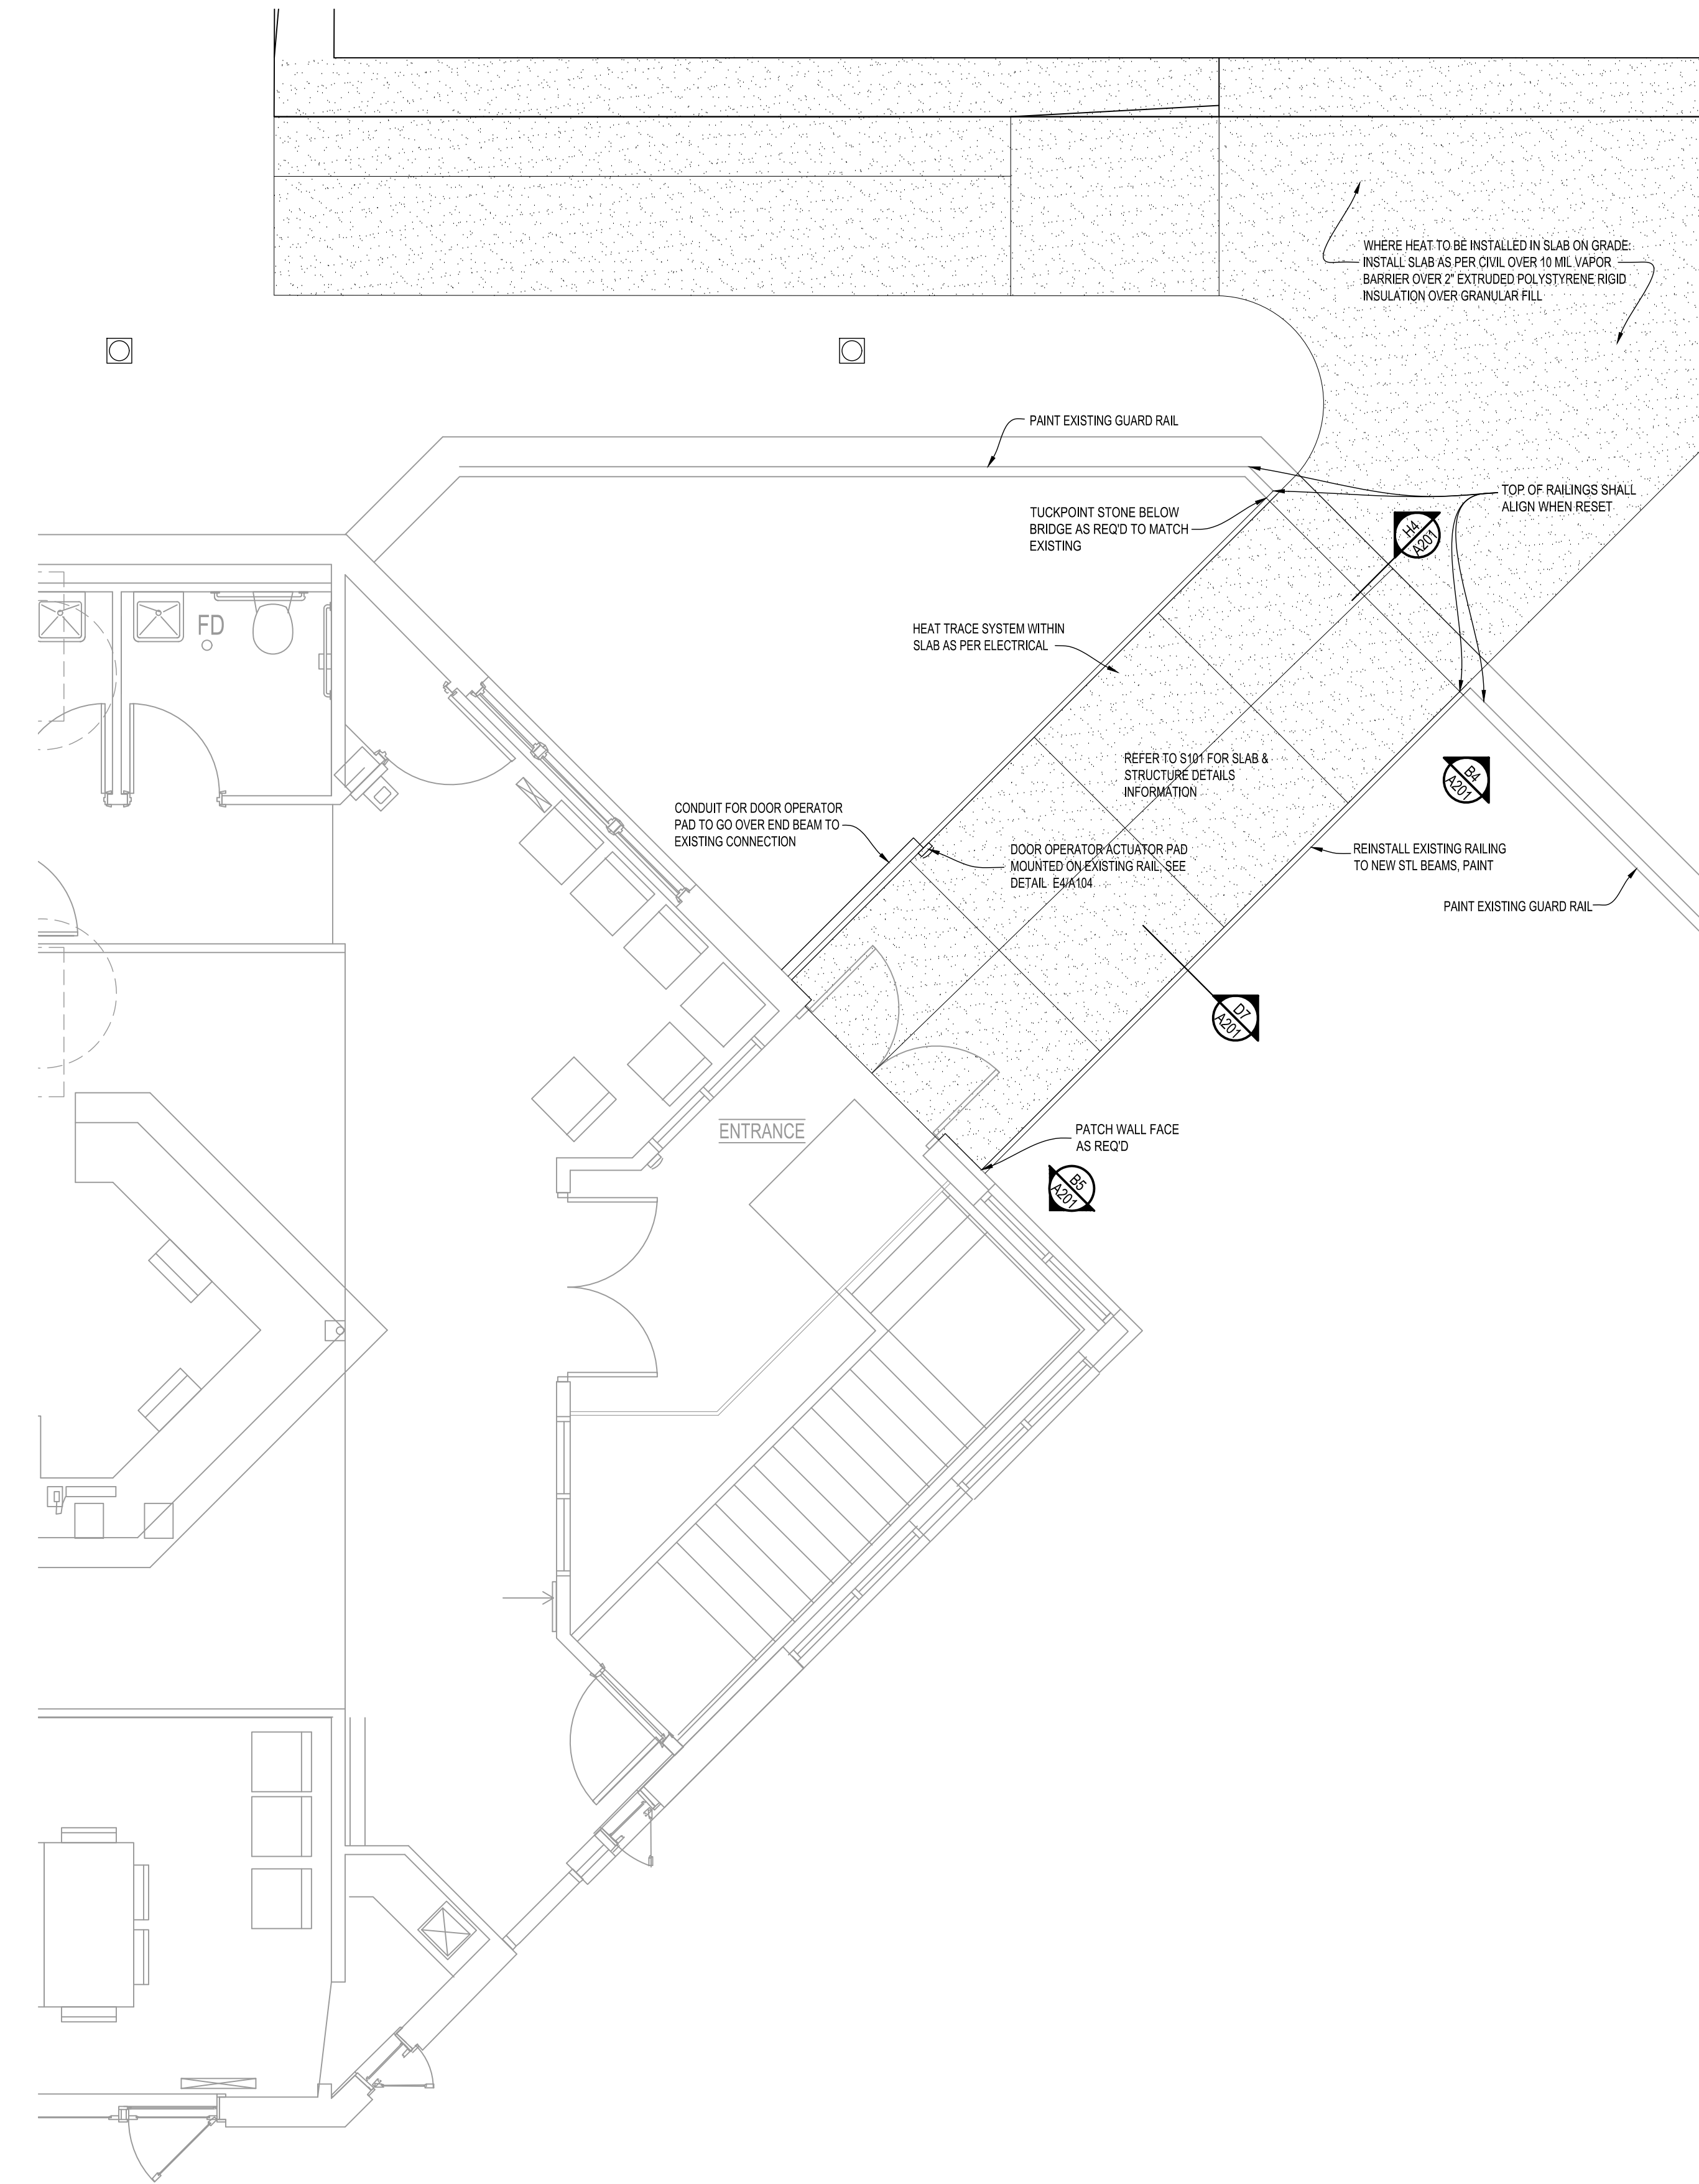 WHERE HEAT TO BE INSTALLED IN SLAB ON GRADE:
INSTALL SLAB AS PER CIVIL OVER 10 MIL VAPOR
BARRIER OVER 2" EXTRUDED POLYSTYRENE RIGID
INSULATION OVER GRANULAR FILL
PAINT EXISTING GUARD RAIL
TOP OF RAILINGS SHALL
ALIGN WHEN RESET
TUCKPOINT STONE BELOW
BRIDGE AS REQ'D TO MATCH
EXISTING
H4
A201
FD
HEAT TRACE SYSTEM WITHIN
SLAB AS PER ELECTRICAL
REFER TO S101 FOR SLAB &
STRUCTURE DETAILS
INFORMATION
B4
A201
CONDUIT FOR DOOR OPERATOR
PAD TO GO OVER END BEAM TO
EXISTING CONNECTION
DOOR OPERATOR ACTUATOR PAD
MOUNTED ON EXISTING RAIL, SEE
DETAIL E4/A104
REINSTALL EXISTING RAILING
TO NEW STL BEAMS, PAINT
PAINT EXISTING GUARD RAIL
D7
A201
ENTRANCE
PATCH WALL FACE
AS REQ'D
B5
A201